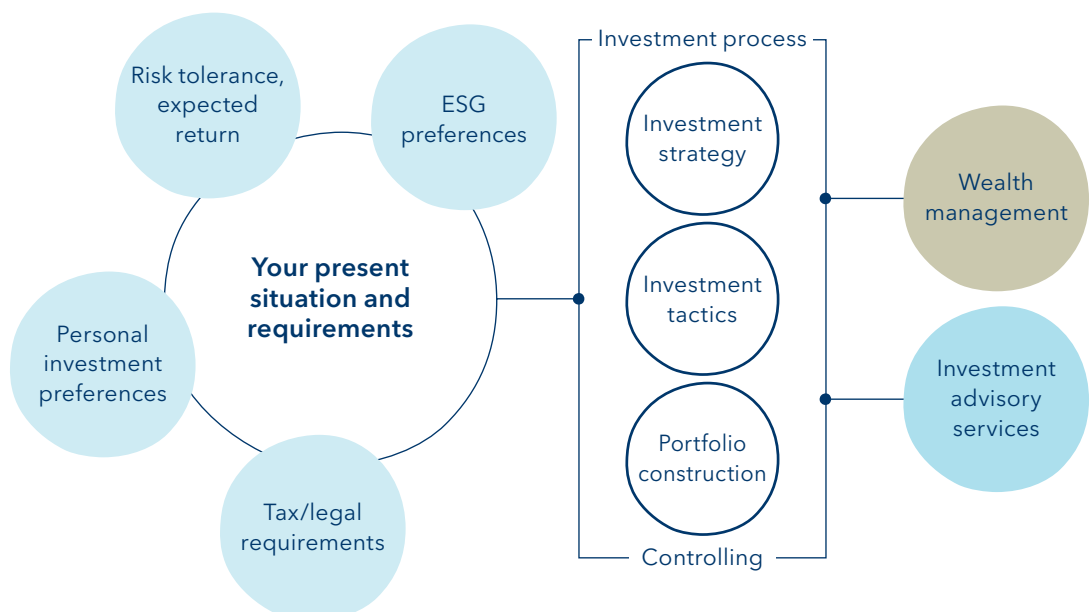 Risk tolerance,
expected
return
ESG
preferences
Your present
situation and
requirements
Personal
investment
preferences
Tax/legal
requirements
Investment process
Investment
strategy
Investment
tactics
Portfolio
construction
Controlling
Wealth
management
Investment
advisory
services